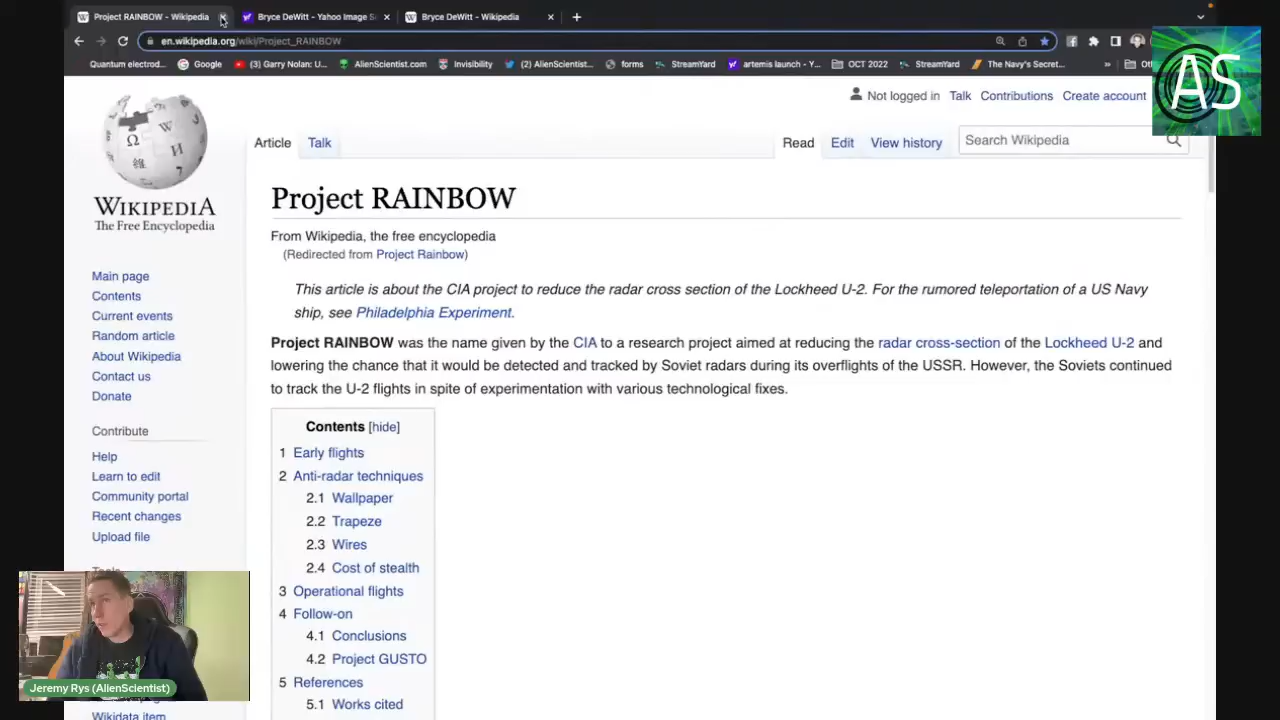 Project RAINBOW - Wikipedia
Bryce DeWitt - Yahoo Image S
Bryce DeWitt - Wikipedia
en.wikipedia.org/wiki/Project_RAINBOW
Quantum electrod...
Google
(3) Garry Nolan: U...
AlienScientist.com
Invisibility
(2) AlienScientist...
forms
StreamYard
artemis launch - Y...
OCT 2022
StreamYard
The Navy's Secret...
»
AS
Not logged in
Talk
Contributions
Create account
Article
Talk
Read
Edit
View history
Search Wikipedia
WIKIPEDIA
The Free Encyclopedia
Main page
Contents
Current events
Random article
About Wikipedia
Contact us
Donate
Contribute
Help
Learn to edit
Community portal
Recent changes
Upload file
Project RAINBOW
From Wikipedia, the free encyclopedia
(Redirected from Project Rainbow)
This article is about the CIA project to reduce the radar cross section of the Lockheed U-2. For the rumored teleportation of a US Navy
ship, see Philadelphia Experiment.
Project RAINBOW was the name given by the CIA to a research project aimed at reducing the radar cross-section of the Lockheed U-2 and
lowering the chance that it would be detected and tracked by Soviet radars during its overflights of the USSR. However, the Soviets continued
to track the U-2 flights in spite of experimentation with various technological fixes.
Contents [hide]
1 Early flights
2 Anti-radar techniques
2.1 Wallpaper
2.2 Trapeze
2.3 Wires
2.4 Cost of stealth
3 Operational flights
4 Follow-on
4.1 Conclusions
4.2 Project GUSTO
5 References
5.1 Works cited
Jeremy Rys (AlienScientist)
Wikidata item